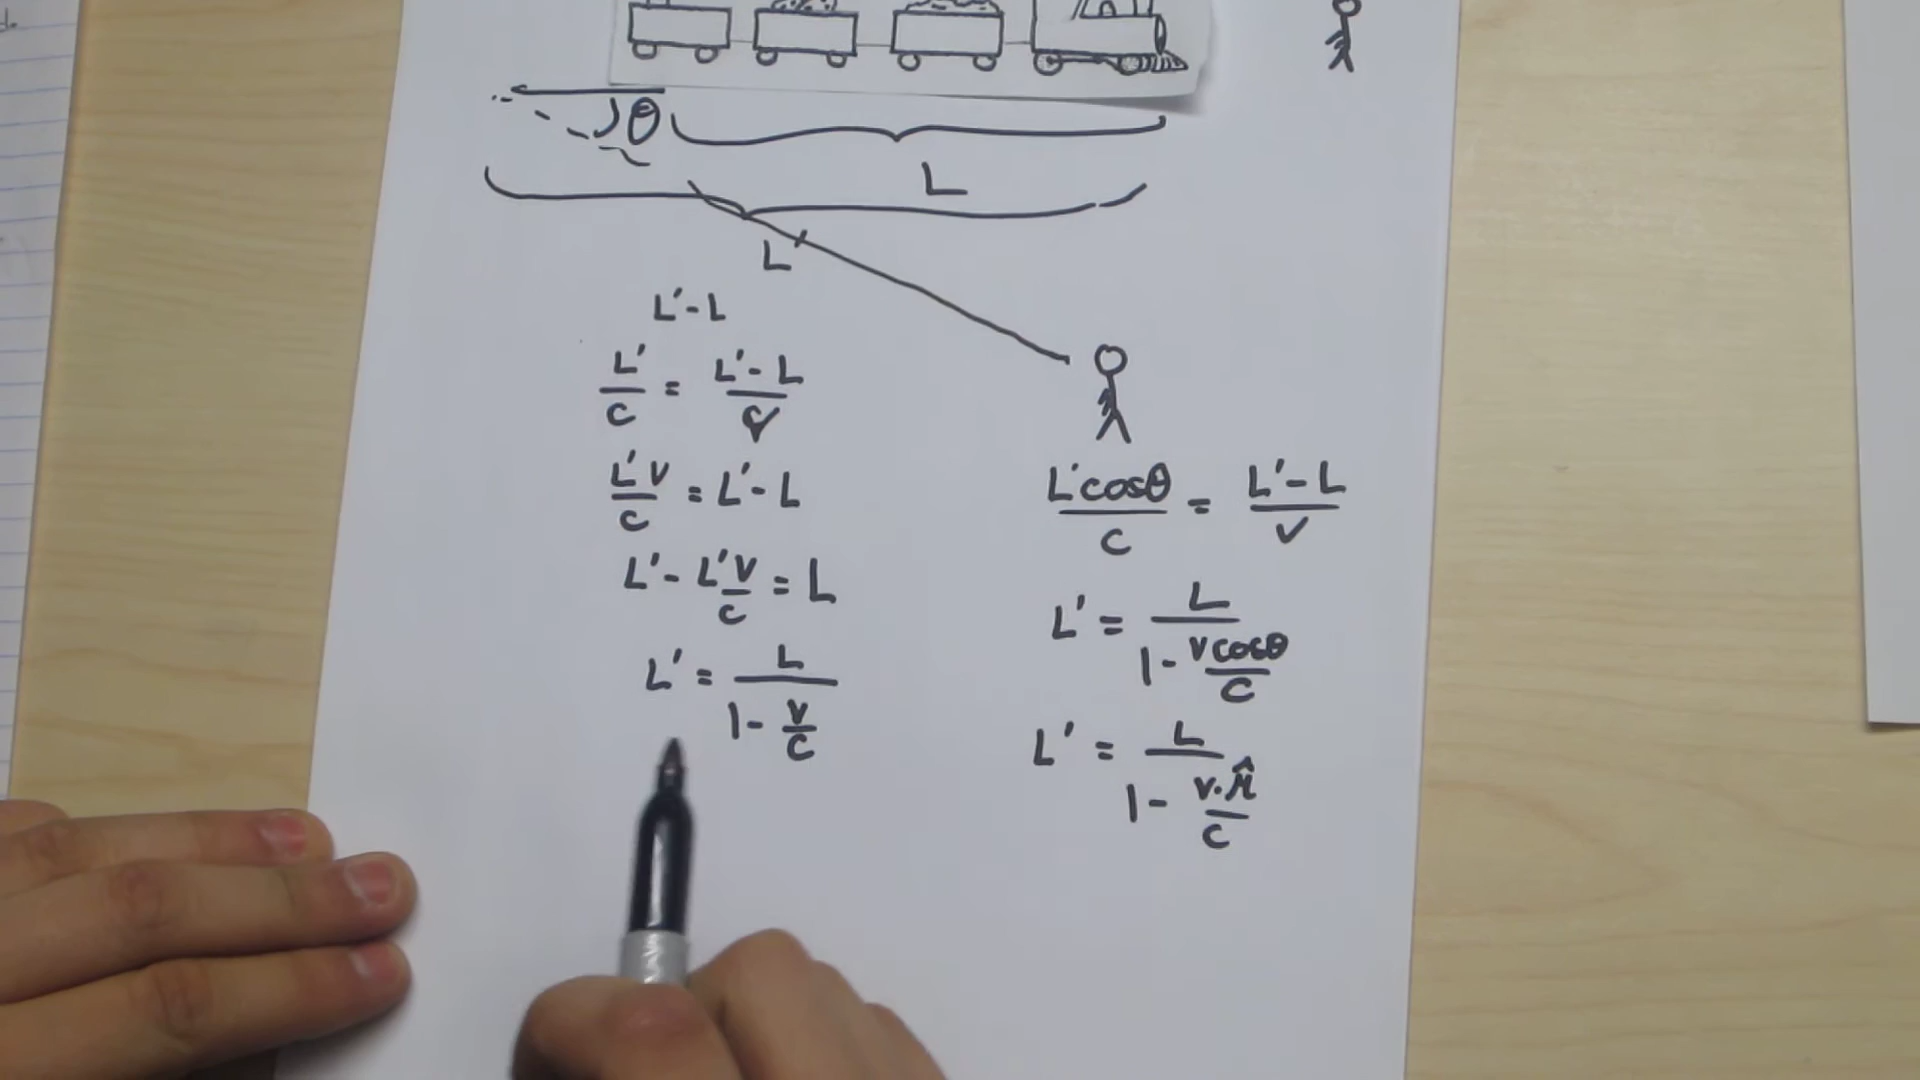 θ
L
L'
L'-L
L'/c = L'-L/v
L'v/c = L'-L
L'- L'v/c = L
L' = L/1- v/c
L'cosθ/c = L'-L/v
L' = L/1- vcosθ/c
L' = L/1- v·r̂/c